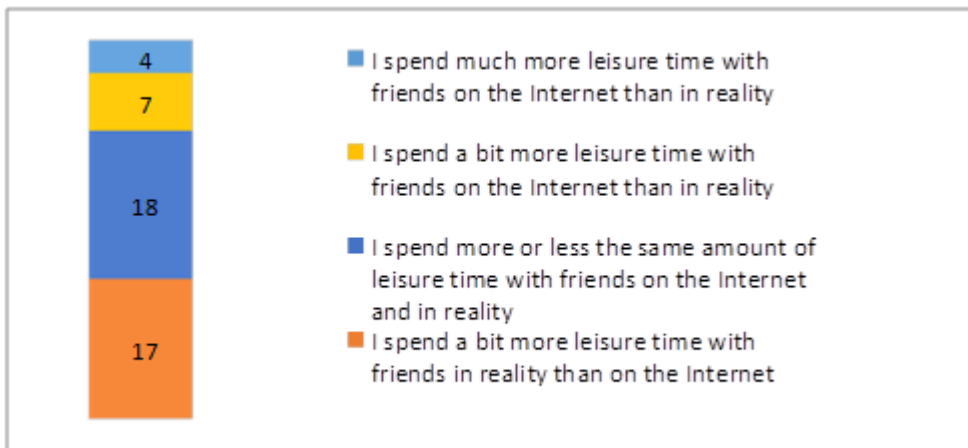 4
7
18
17
I spend much more leisure time with
friends on the Internet than in reality
I spend a bit more leisure time with
friends on the Internet than in reality
I spend more or less the same amount of
leisure time with friends on the Internet
and in reality
I spend a bit more leisure time with
friends in reality than on the Internet